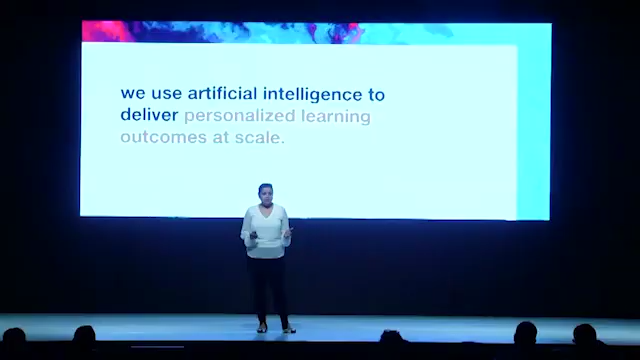 we use artificial intelligence to
deliver personalized learning
outcomes at scale.